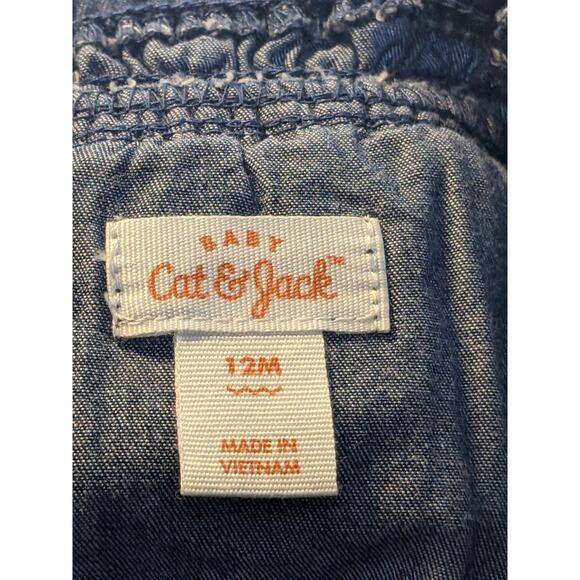 BABY
Cat & Jack™
12M
MADE IN
VIETNAM